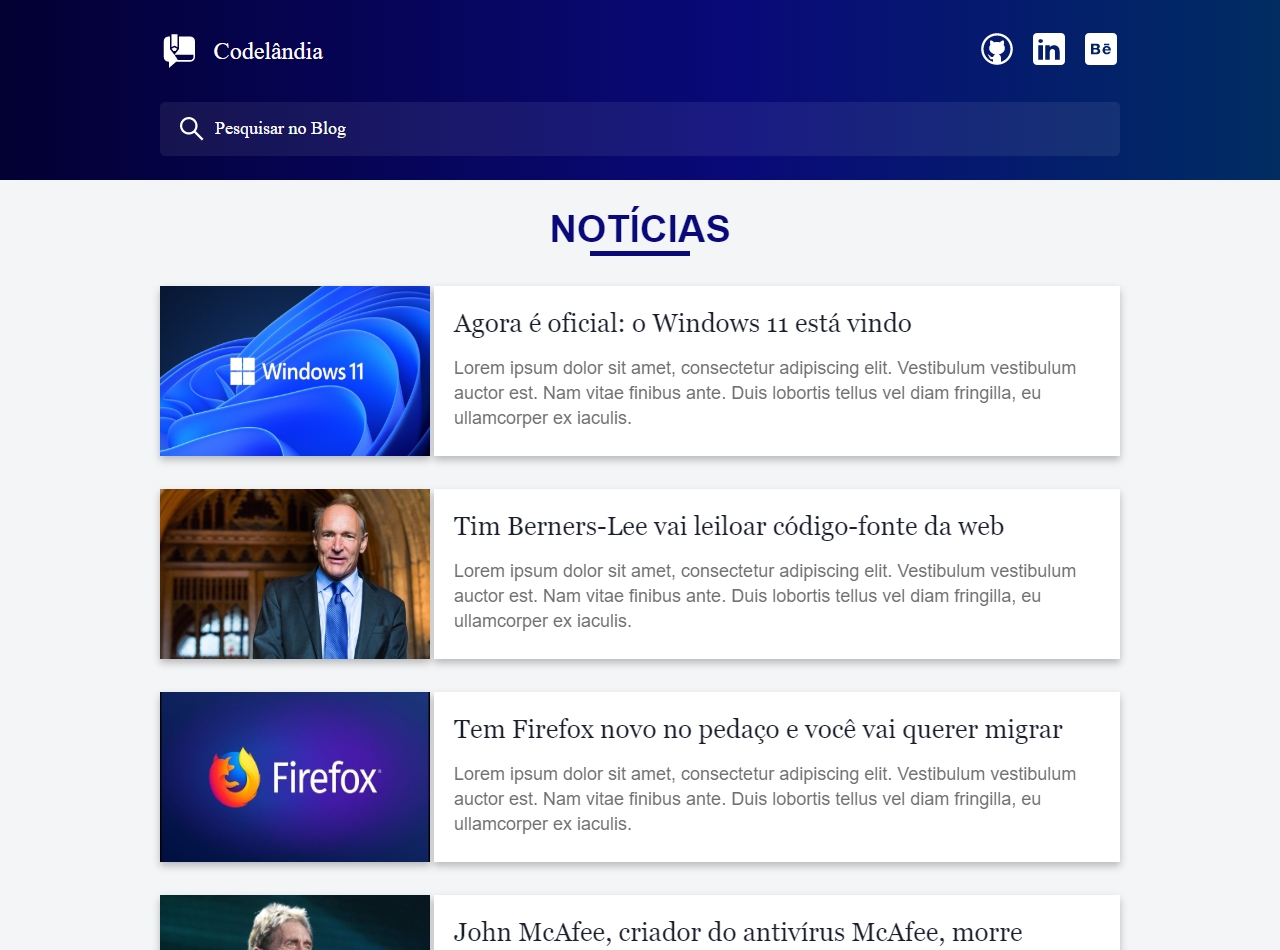 Codelândia
in
Bē
Pesquisar no Blog
NOTÍCIAS
Windows 11
Agora é oficial: o Windows 11 está vindo
Lorem ipsum dolor sit amet, consectetur adipiscing elit. Vestibulum vestibulum
auctor est. Nam vitae finibus ante. Duis lobortis tellus vel diam fringilla, eu
ullamcorper ex iaculis.
Tim Berners-Lee vai leiloar código-fonte da web
Lorem ipsum dolor sit amet, consectetur adipiscing elit. Vestibulum vestibulum
auctor est. Nam vitae finibus ante. Duis lobortis tellus vel diam fringilla, eu
ullamcorper ex iaculis.
Firefox
Tem Firefox novo no pedaço e você vai querer migrar
Lorem ipsum dolor sit amet, consectetur adipiscing elit. Vestibulum vestibulum
auctor est. Nam vitae finibus ante. Duis lobortis tellus vel diam fringilla, eu
ullamcorper ex iaculis.
John McAfee, criador do antivírus McAfee, morre